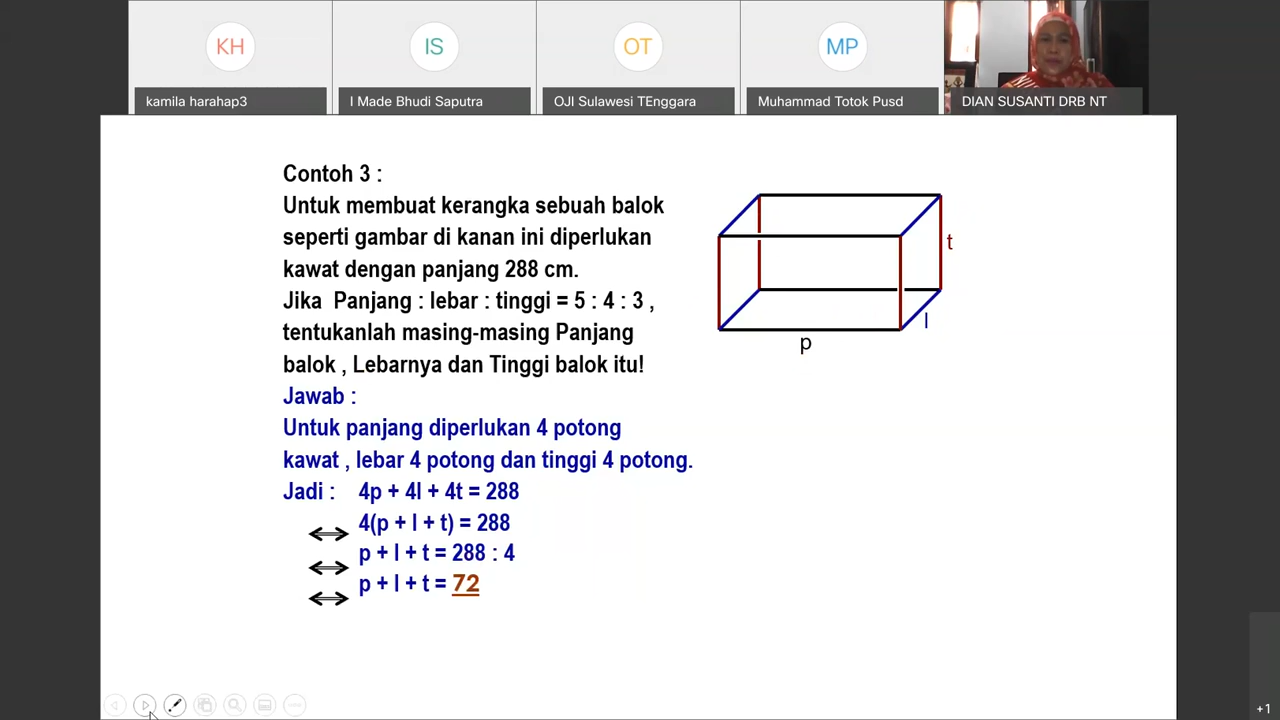 KH
IS
OT
MP
kamila harahap3
I Made Bhudi Saputra
OJI Sulawesi TEnggara
Muhammad Totok Pusd
DIAN SUSANTI DRB NT
Contoh 3 :
Untuk membuat kerangka sebuah balok
seperti gambar di kanan ini diperlukan
kawat dengan panjang 288 cm.
Jika Panjang : lebar : tinggi = 5 : 4 : 3 ,
tentukanlah masing-masing Panjang
balok , Lebarnya dan Tinggi balok itu!
Jawab :
Untuk panjang diperlukan 4 potong
kawat , lebar 4 potong dan tinggi 4 potong.
Jadi : 4p + 4l + 4t = 288
4(p + l + t) = 288
p + l + t = 288 : 4
p + l + t = 72
t
l
p
+1